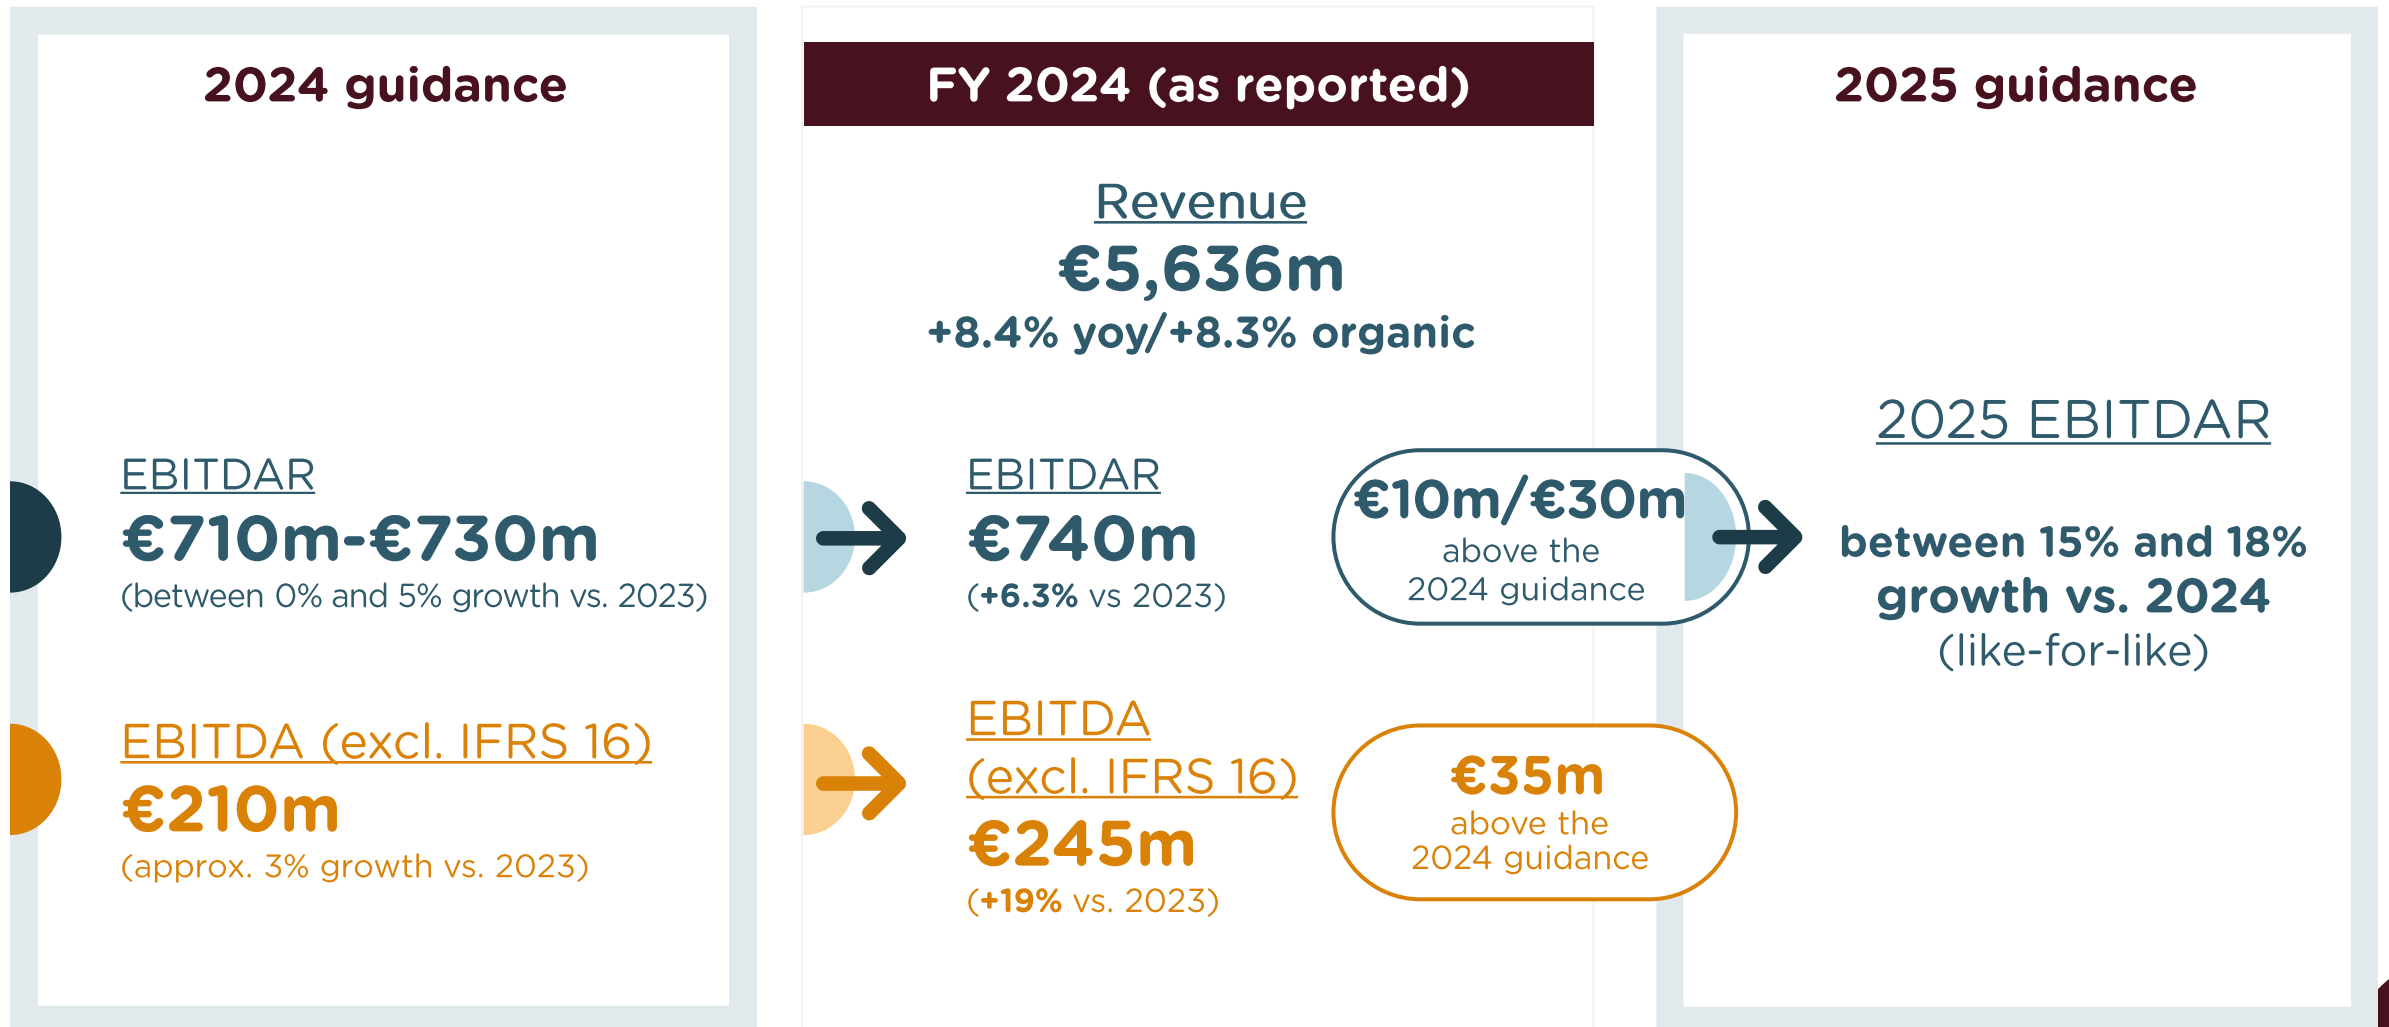 2024 guidance
EBITDAR
€710m-€730m
(between 0% and 5% growth vs. 2023)
EBITDA (excl. IFRS 16)
€210m
(approx. 3% growth vs. 2023)
FY 2024 (as reported)
Revenue
€5,636m
+8.4% yoy/+8.3% organic
EBITDAR
€740m
(+6.3% vs 2023)
€10m/€30m
above the
2024 guidance
EBITDA
(excl. IFRS 16)
€245m
(+19% vs. 2023)
€35m
above the
2024 guidance
2025 guidance
2025 EBITDAR
between 15% and 18%
growth vs. 2024
(like-for-like)